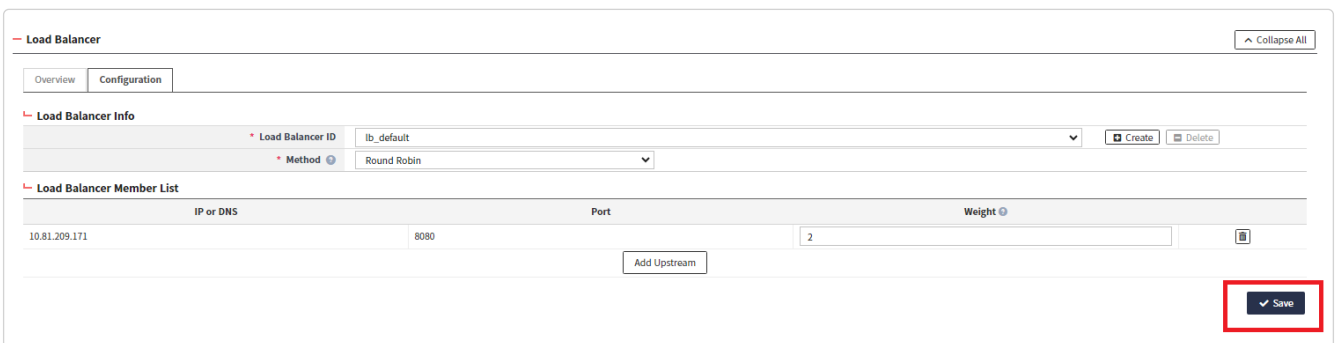 Load Balancer
Collapse All
Overview Configuration
Load Balancer Info
* Load Balancer ID lb_default Create Delete
* Method Round Robin
Load Balancer Member List
IP or DNS Port Weight
10.81.209.171 8080 2
Add Upstream
Save